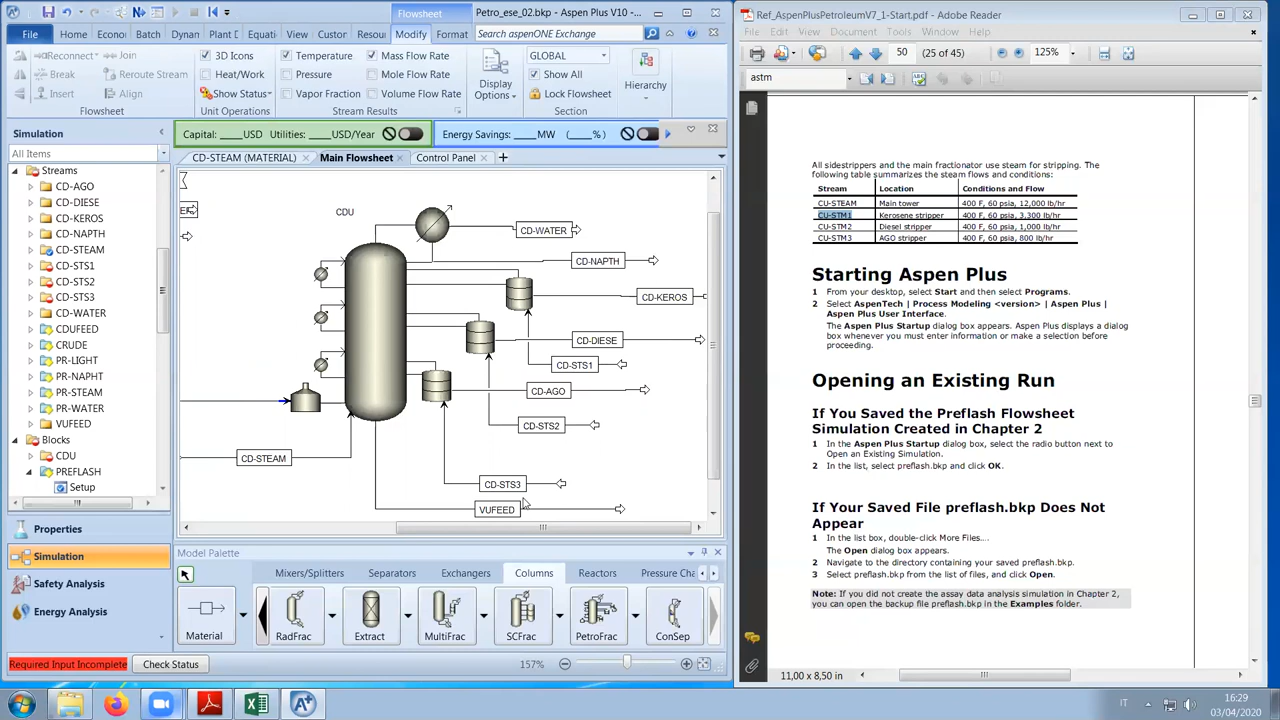 Flowsheet
Petro_ese_02.bkp - Aspen Plus V10 - ...
File Home Econo Batch Dynan Plant D Equati View Custor Resou Modify Format Search aspenONE Exchange
Reconnect Join
Break Reroute Stream
Insert Align
Flowsheet
3D Icons
Heat/Work
Show Status
Unit Operations
Temperature Mass Flow Rate
Pressure Mole Flow Rate
Vapor Fraction Volume Flow Rate
Stream Results
Display
Options
GLOBAL
Show All
Lock Flowsheet
Section
Hierarchy
Simulation
All Items
Capital: ____USD Utilities: ____USD/Year
Energy Savings: ____MW (____%)
CD-STEAM (MATERIAL) Main Flowsheet Control Panel
Streams
CD-AGO
CD-DIESE
CD-KEROS
CD-NAPTH
CD-STEAM
CD-STS1
CD-STS2
CD-STS3
CD-WATER
CDUFEED
CRUDE
PR-LIGHT
PR-NAPHT
PR-STEAM
PR-WATER
VUFEED
Blocks
CDU
PREFLASH
Setup
Properties
Simulation
Safety Analysis
Energy Analysis
CDU
CD-WATER
CD-NAPTH
CD-KEROS
CD-DIESE
CD-STS1
CD-AGO
CD-STS2
CD-STEAM
CD-STS3
VUFEED
Model Palette
Mixers/Splitters Separators Exchangers Columns Reactors Pressure Cha
Material RadFrac Extract MultiFrac SCFrac PetroFrac ConSep
Required Input Incomplete Check Status 157%
Ref_AspenPlusPetroleumV7_1-Start.pdf - Adobe Reader
File Edit View Document Tools Window Help
50 (25 of 45) 125%
astm
All sidestrippers and the main fractionator use steam for stripping. The
following table summarizes the steam flows and conditions:
Stream Location Conditions and Flow
CU-STEAM Main tower 400 F, 60 psia, 12,000 lb/hr
CU-STM1 Kerosene stripper 400 F, 60 psia, 3,300 lb/hr
CU-STM2 Diesel stripper 400 F, 60 psia, 1,000 lb/hr
CU-STM3 AGO stripper 400 F, 60 psia, 800 lb/hr
Starting Aspen Plus
1 From your desktop, select Start and then select Programs.
2 Select AspenTech | Process Modeling <version> | Aspen Plus |
Aspen Plus User Interface.
The Aspen Plus Startup dialog box appears. Aspen Plus displays a dialog
box whenever you must enter information or make a selection before
proceeding.
Opening an Existing Run
If You Saved the Preflash Flowsheet
Simulation Created in Chapter 2
1 In the Aspen Plus Startup dialog box, select the radio button next to
Open an Existing Simulation.
2 In the list, select preflash.bkp and click OK.
If Your Saved File preflash.bkp Does Not
Appear
1 In the list box, double-click More Files....
The Open dialog box appears.
2 Navigate to the directory containing your saved preflash.bkp.
3 Select preflash.bkp from the list of files, and click Open.
Note: If you did not create the assay data analysis simulation in Chapter 2,
you can open the backup file preflash.bkp in the Examples folder.
11,00 x 8,50 in
IT
16:29
03/04/2020